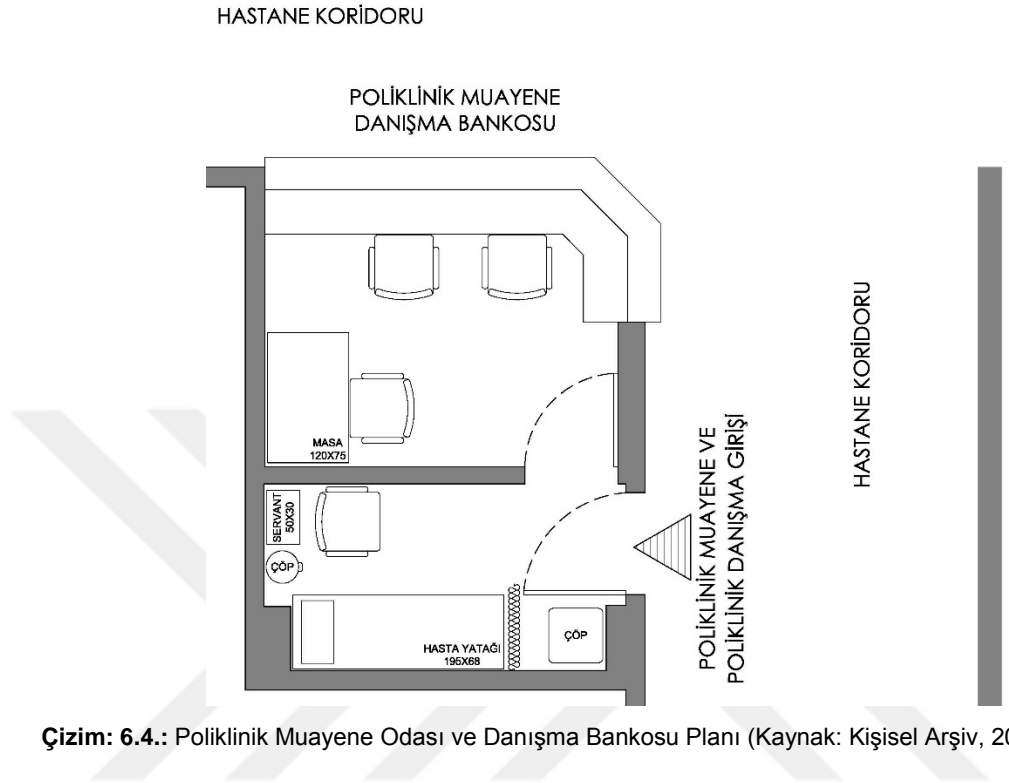 HASTANE KORİDORU
POLİKLİNİK MUAYENE
DANIŞMA BANKOSU
MASA
120X75
SERVANT
50X30
ÇÖP
HASTA YATAĞI
195X68
ÇÖP
POLİKLİNİK MUAYENE VE
POLİKLİNİK DANIŞMA GİRİŞİ
HASTANE KORİDORU
Çizim: 6.4.: Poliklinik Muayene Odası ve Danışma Bankosu Planı (Kaynak: Kişisel Arşiv,